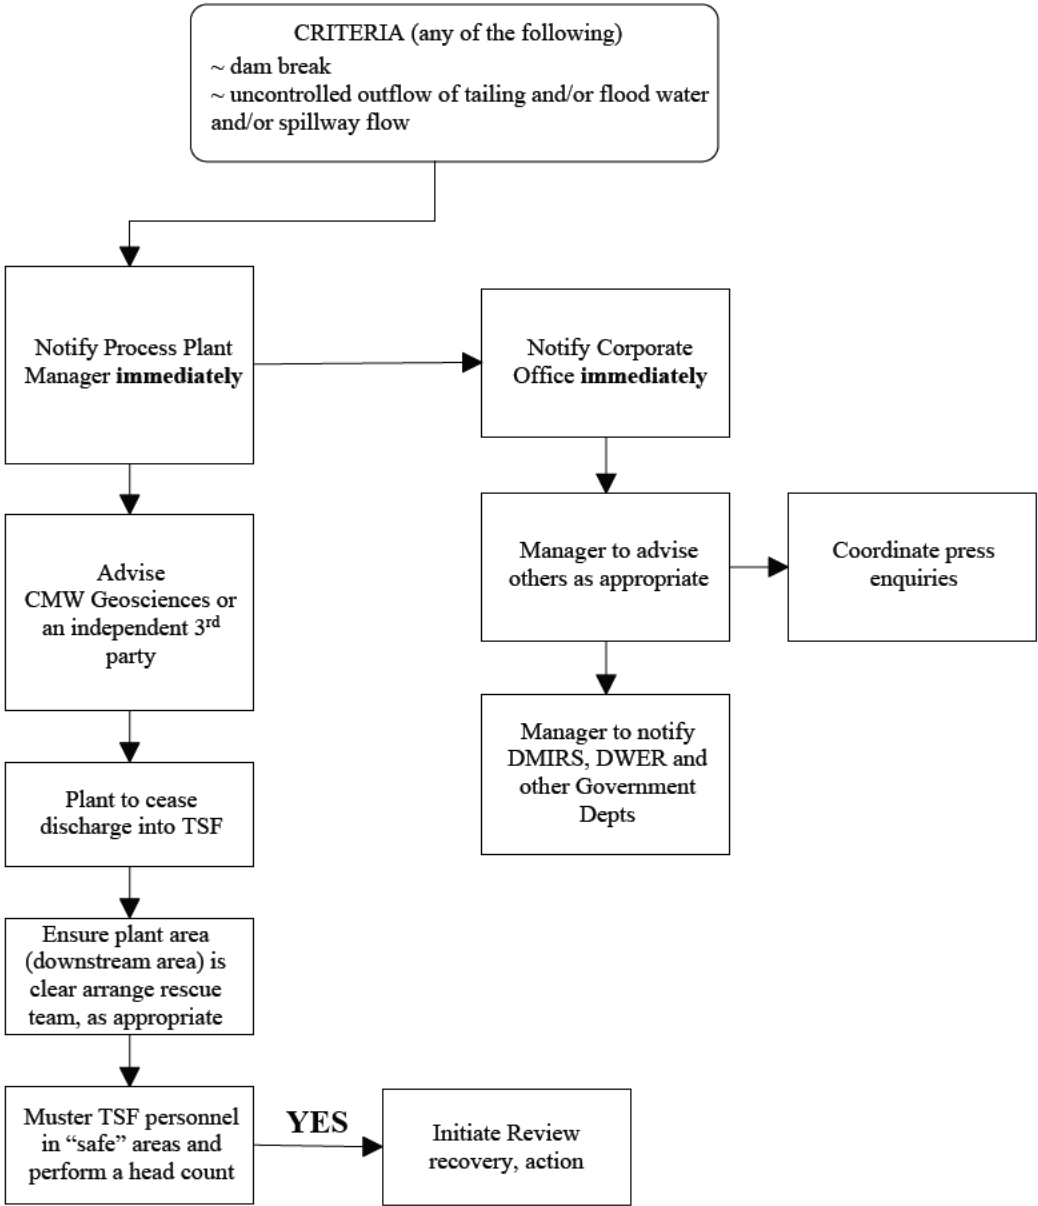 CRITERIA (any of the following)
~ dam break
~ uncontrolled outflow of tailing and/or flood water
and/or spillway flow
Notify Process Plant
Manager immediately
Notify Corporate
Office immediately
Advise
CMW Geosciences or
an independent 3rd
party
Manager to advise
others as appropriate
Coordinate press
enquiries
Manager to notify
DMIRS, DWER and
other Government
Depts
Plant to cease
discharge into TSF
Ensure plant area
(downstream area) is
clear arrange rescue
team, as appropriate
Muster TSF personnel
in “safe” areas and
perform a head count
YES
Initiate Review
recovery, action